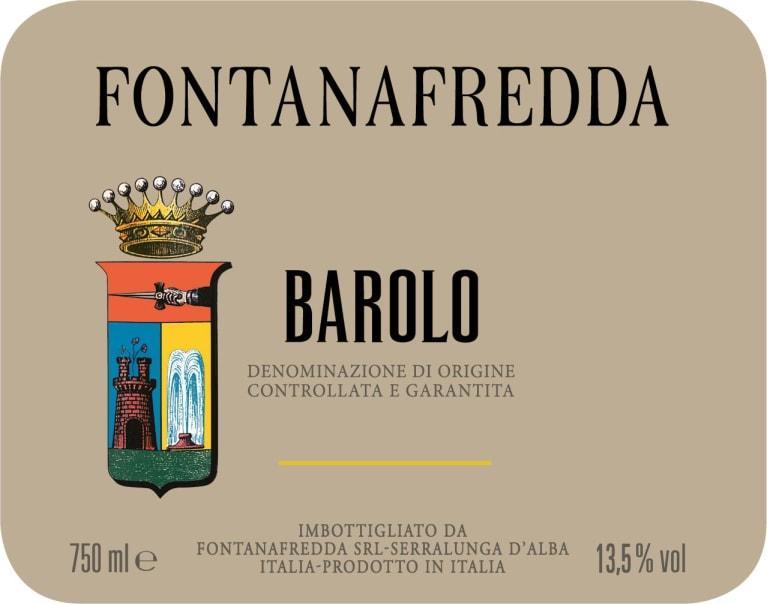 FONTANAFREDDA
BAROLO
DENOMINAZIONE DI ORIGINE
CONTROLLATA E GARANTITA
750 ml e
IMBOTTIGLIATO DA
FONTANAFREDDA SRL-SERRALUNGA D'ALBA
ITALIA-PRODOTTO IN ITALIA
13,5% vol